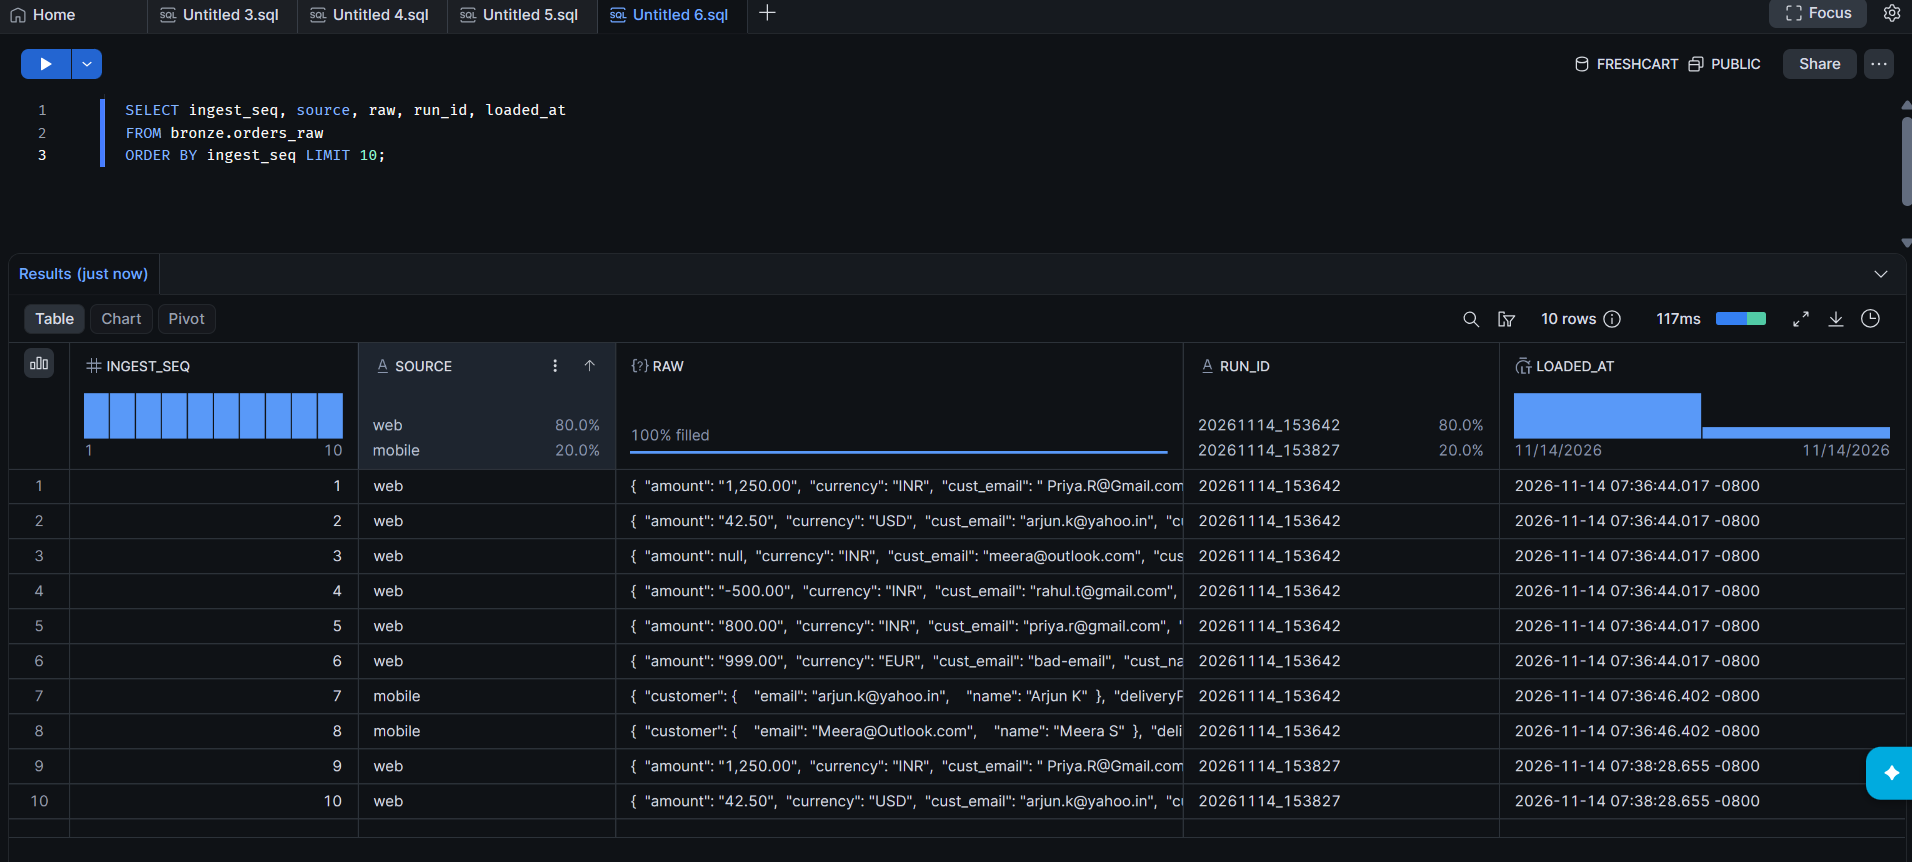 Home
Untitled 3.sql
Untitled 4.sql
Untitled 5.sql
Untitled 6.sql
Focus
FRESHCART
PUBLIC
Share
1 SELECT ingest_seq, source, raw, run_id, loaded_at
2 FROM bronze.orders_raw
3 ORDER BY ingest_seq LIMIT 10;
Results (just now)
Table Chart Pivot
10 rows
117ms
INGEST_SEQ SOURCE RAW RUN_ID LOADED_AT
web 80.0% 20261114_153642 80.0%
100% filled
1 10 mobile 20.0% 20261114_153827 20.0% 11/14/2026 11/14/2026
1 1 web { "amount": "1,250.00", "currency": "INR", "cust_email": " Priya.R@Gmail.com 20261114_153642 2026-11-14 07:36:44.017 -0800
2 2 web { "amount": "42.50", "currency": "USD", "cust_email": "arjun.k@yahoo.in", "cu 20261114_153642 2026-11-14 07:36:44.017 -0800
3 3 web { "amount": null, "currency": "INR", "cust_email": "meera@outlook.com", "cus 20261114_153642 2026-11-14 07:36:44.017 -0800
4 4 web { "amount": "-500.00", "currency": "INR", "cust_email": "rahul.t@gmail.com", 20261114_153642 2026-11-14 07:36:44.017 -0800
5 5 web { "amount": "800.00", "currency": "INR", "cust_email": "priya.r@gmail.com", " 20261114_153642 2026-11-14 07:36:44.017 -0800
6 6 web { "amount": "999.00", "currency": "EUR", "cust_email": "bad-email", "cust_na 20261114_153642 2026-11-14 07:36:44.017 -0800
7 7 mobile { "customer": { "email": "arjun.k@yahoo.in", "name": "Arjun K" }, "deliveryP 20261114_153642 2026-11-14 07:36:46.402 -0800
8 8 mobile { "customer": { "email": "Meera@Outlook.com", "name": "Meera S" }, "deli 20261114_153642 2026-11-14 07:36:46.402 -0800
9 9 web { "amount": "1,250.00", "currency": "INR", "cust_email": " Priya.R@Gmail.com 20261114_153827 2026-11-14 07:38:28.655 -0800
10 10 web { "amount": "42.50", "currency": "USD", "cust_email": "arjun.k@yahoo.in", "cu 20261114_153827 2026-11-14 07:38:28.655 -0800